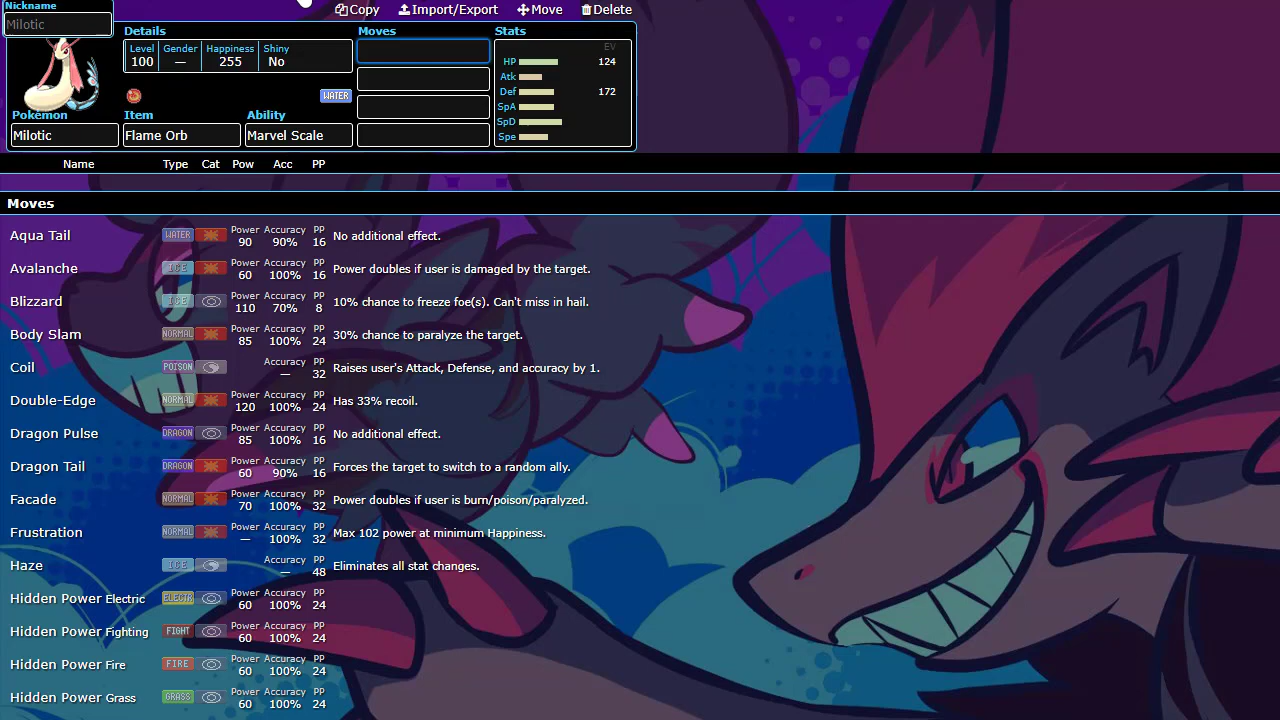 Nickname
Milotic
Copy Import/Export Move Delete
Details Moves Stats
Level Gender Happiness Shiny
100 — 255 No
EV
HP 124
Atk
Def 172
SpA
SpD
Spe
WATER
Pokémon Item Ability
Milotic Flame Orb Marvel Scale
Name Type Cat Pow Acc PP
Moves
Aqua Tail WATER Power 90 Accuracy 90% PP 16 No additional effect.
Avalanche ICE Power 60 Accuracy 100% PP 16 Power doubles if user is damaged by the target.
Blizzard ICE Power 110 Accuracy 70% PP 8 10% chance to freeze foe(s). Can't miss in hail.
Body Slam NORMAL Power 85 Accuracy 100% PP 24 30% chance to paralyze the target.
Coil POISON Accuracy — PP 32 Raises user's Attack, Defense, and accuracy by 1.
Double-Edge NORMAL Power 120 Accuracy 100% PP 24 Has 33% recoil.
Dragon Pulse DRAGON Power 85 Accuracy 100% PP 16 No additional effect.
Dragon Tail DRAGON Power 60 Accuracy 90% PP 16 Forces the target to switch to a random ally.
Facade NORMAL Power 70 Accuracy 100% PP 32 Power doubles if user is burn/poison/paralyzed.
Frustration NORMAL Power — Accuracy 100% PP 32 Max 102 power at minimum Happiness.
Haze ICE Accuracy — PP 48 Eliminates all stat changes.
Hidden Power Electric ELECTR Power 60 Accuracy 100% PP 24
Hidden Power Fighting FIGHT Power 60 Accuracy 100% PP 24
Hidden Power Fire FIRE Power 60 Accuracy 100% PP 24
Hidden Power Grass GRASS Power 60 Accuracy 100% PP 24